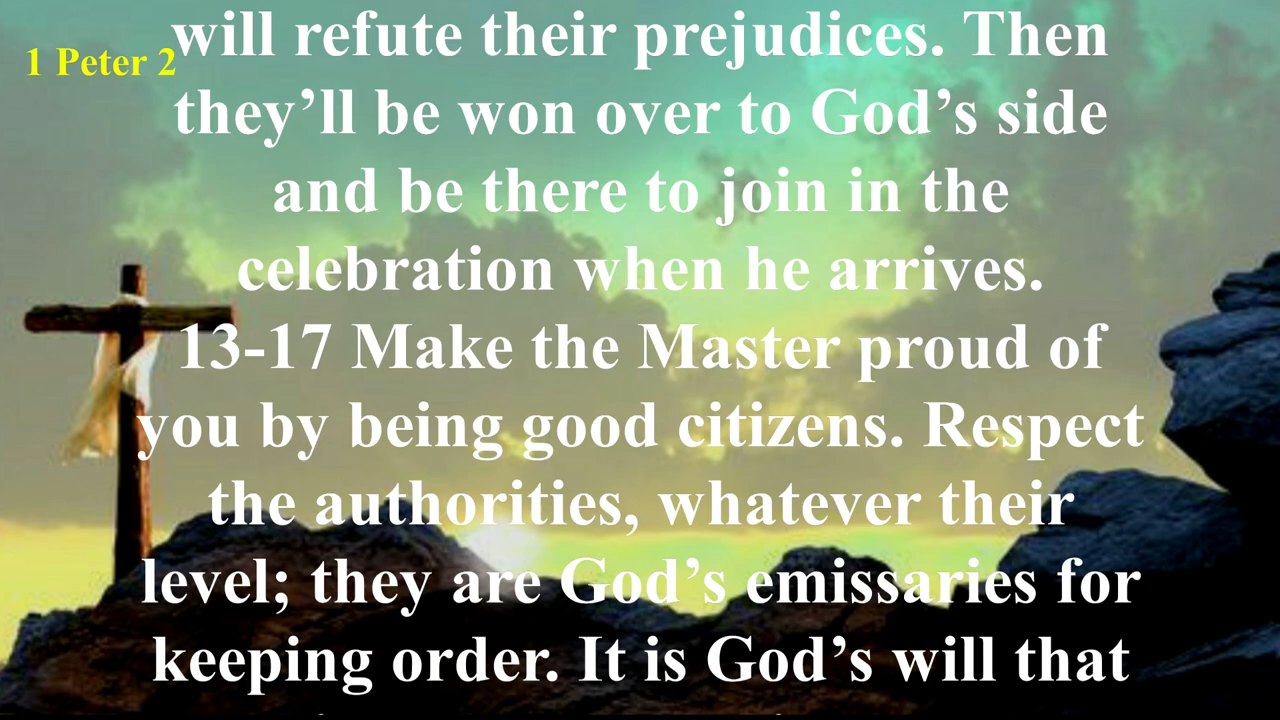 1 Peter 2
will refute their prejudices. Then
they’ll be won over to God’s side
and be there to join in the
celebration when he arrives.
13-17 Make the Master proud of
you by being good citizens. Respect
the authorities, whatever their
level; they are God’s emissaries for
keeping order. It is God’s will that